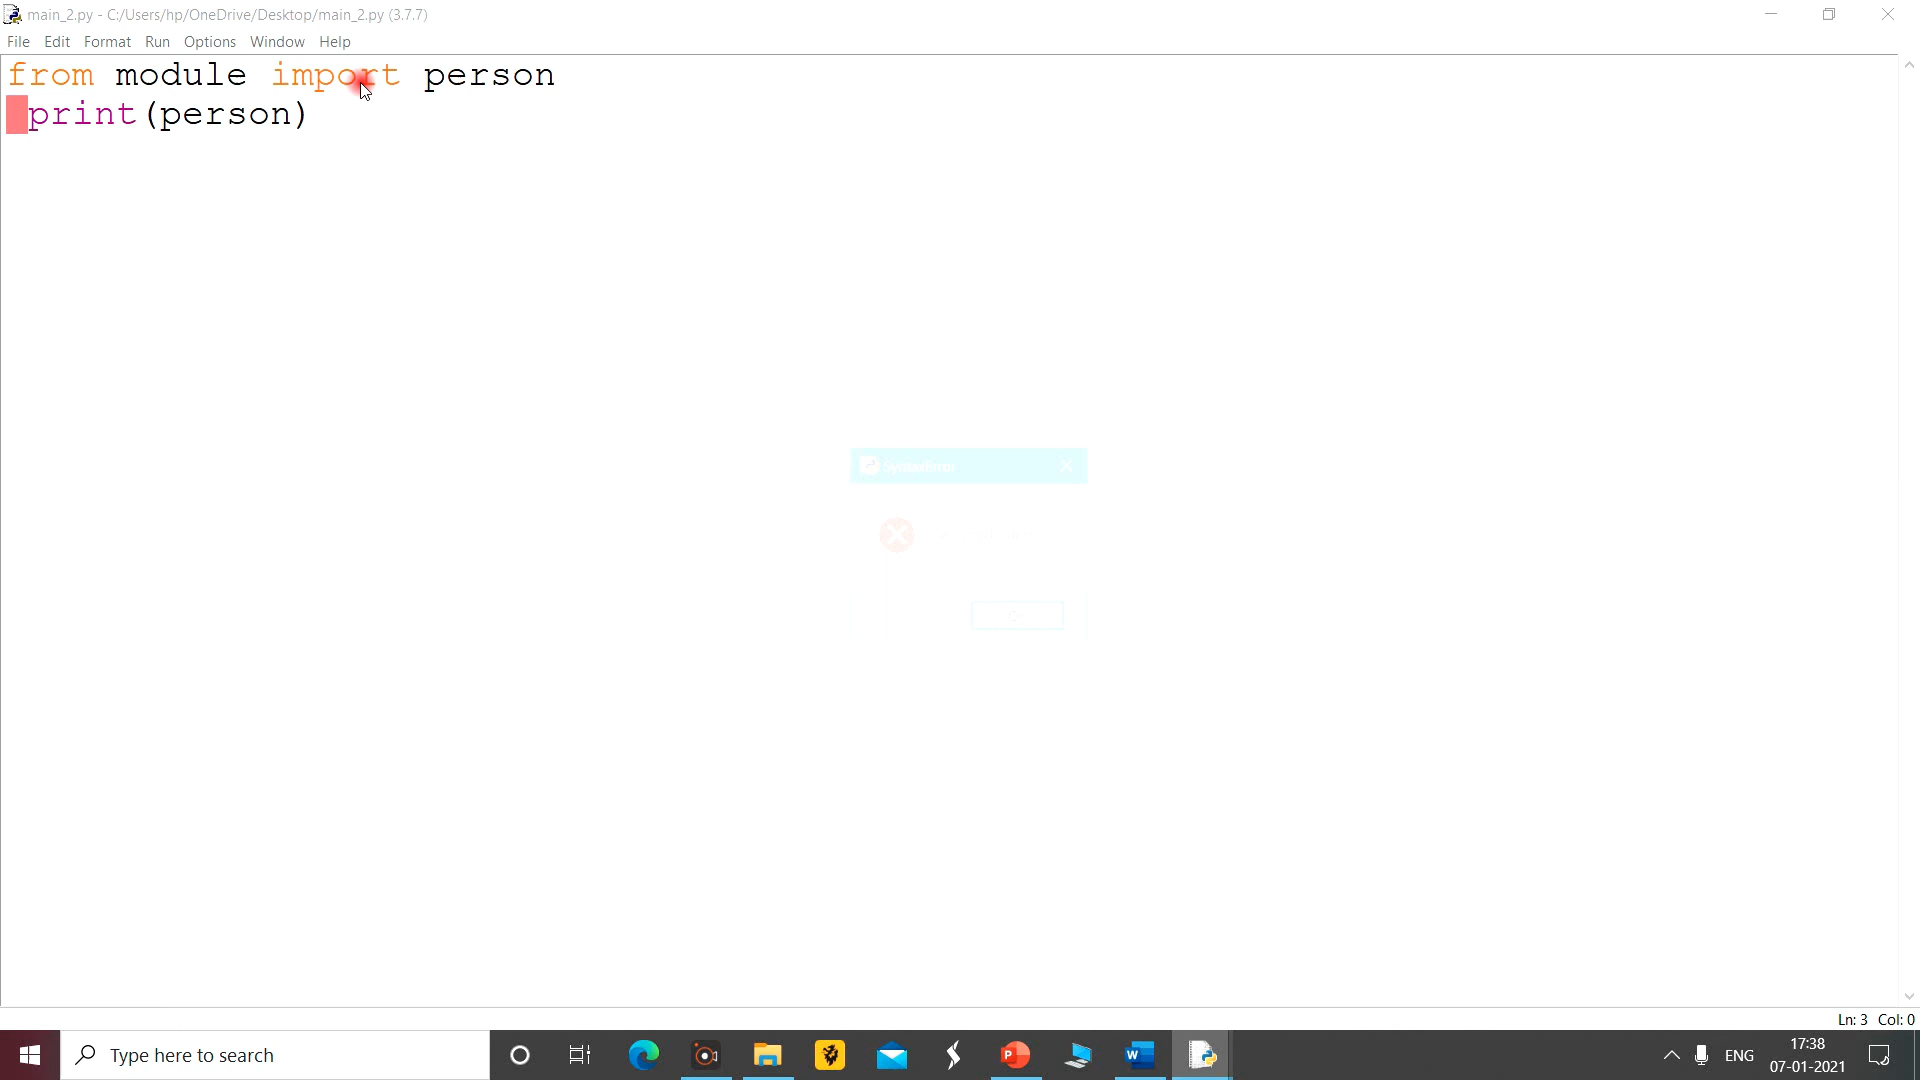 main_2.py - C:/Users/hp/OneDrive/Desktop/main_2.py (3.7.7)
File Edit Format Run Options Window Help
from module import person
print(person)
Ln: 3 Col: 0
Type here to search
ENG
17:38
07-01-2021